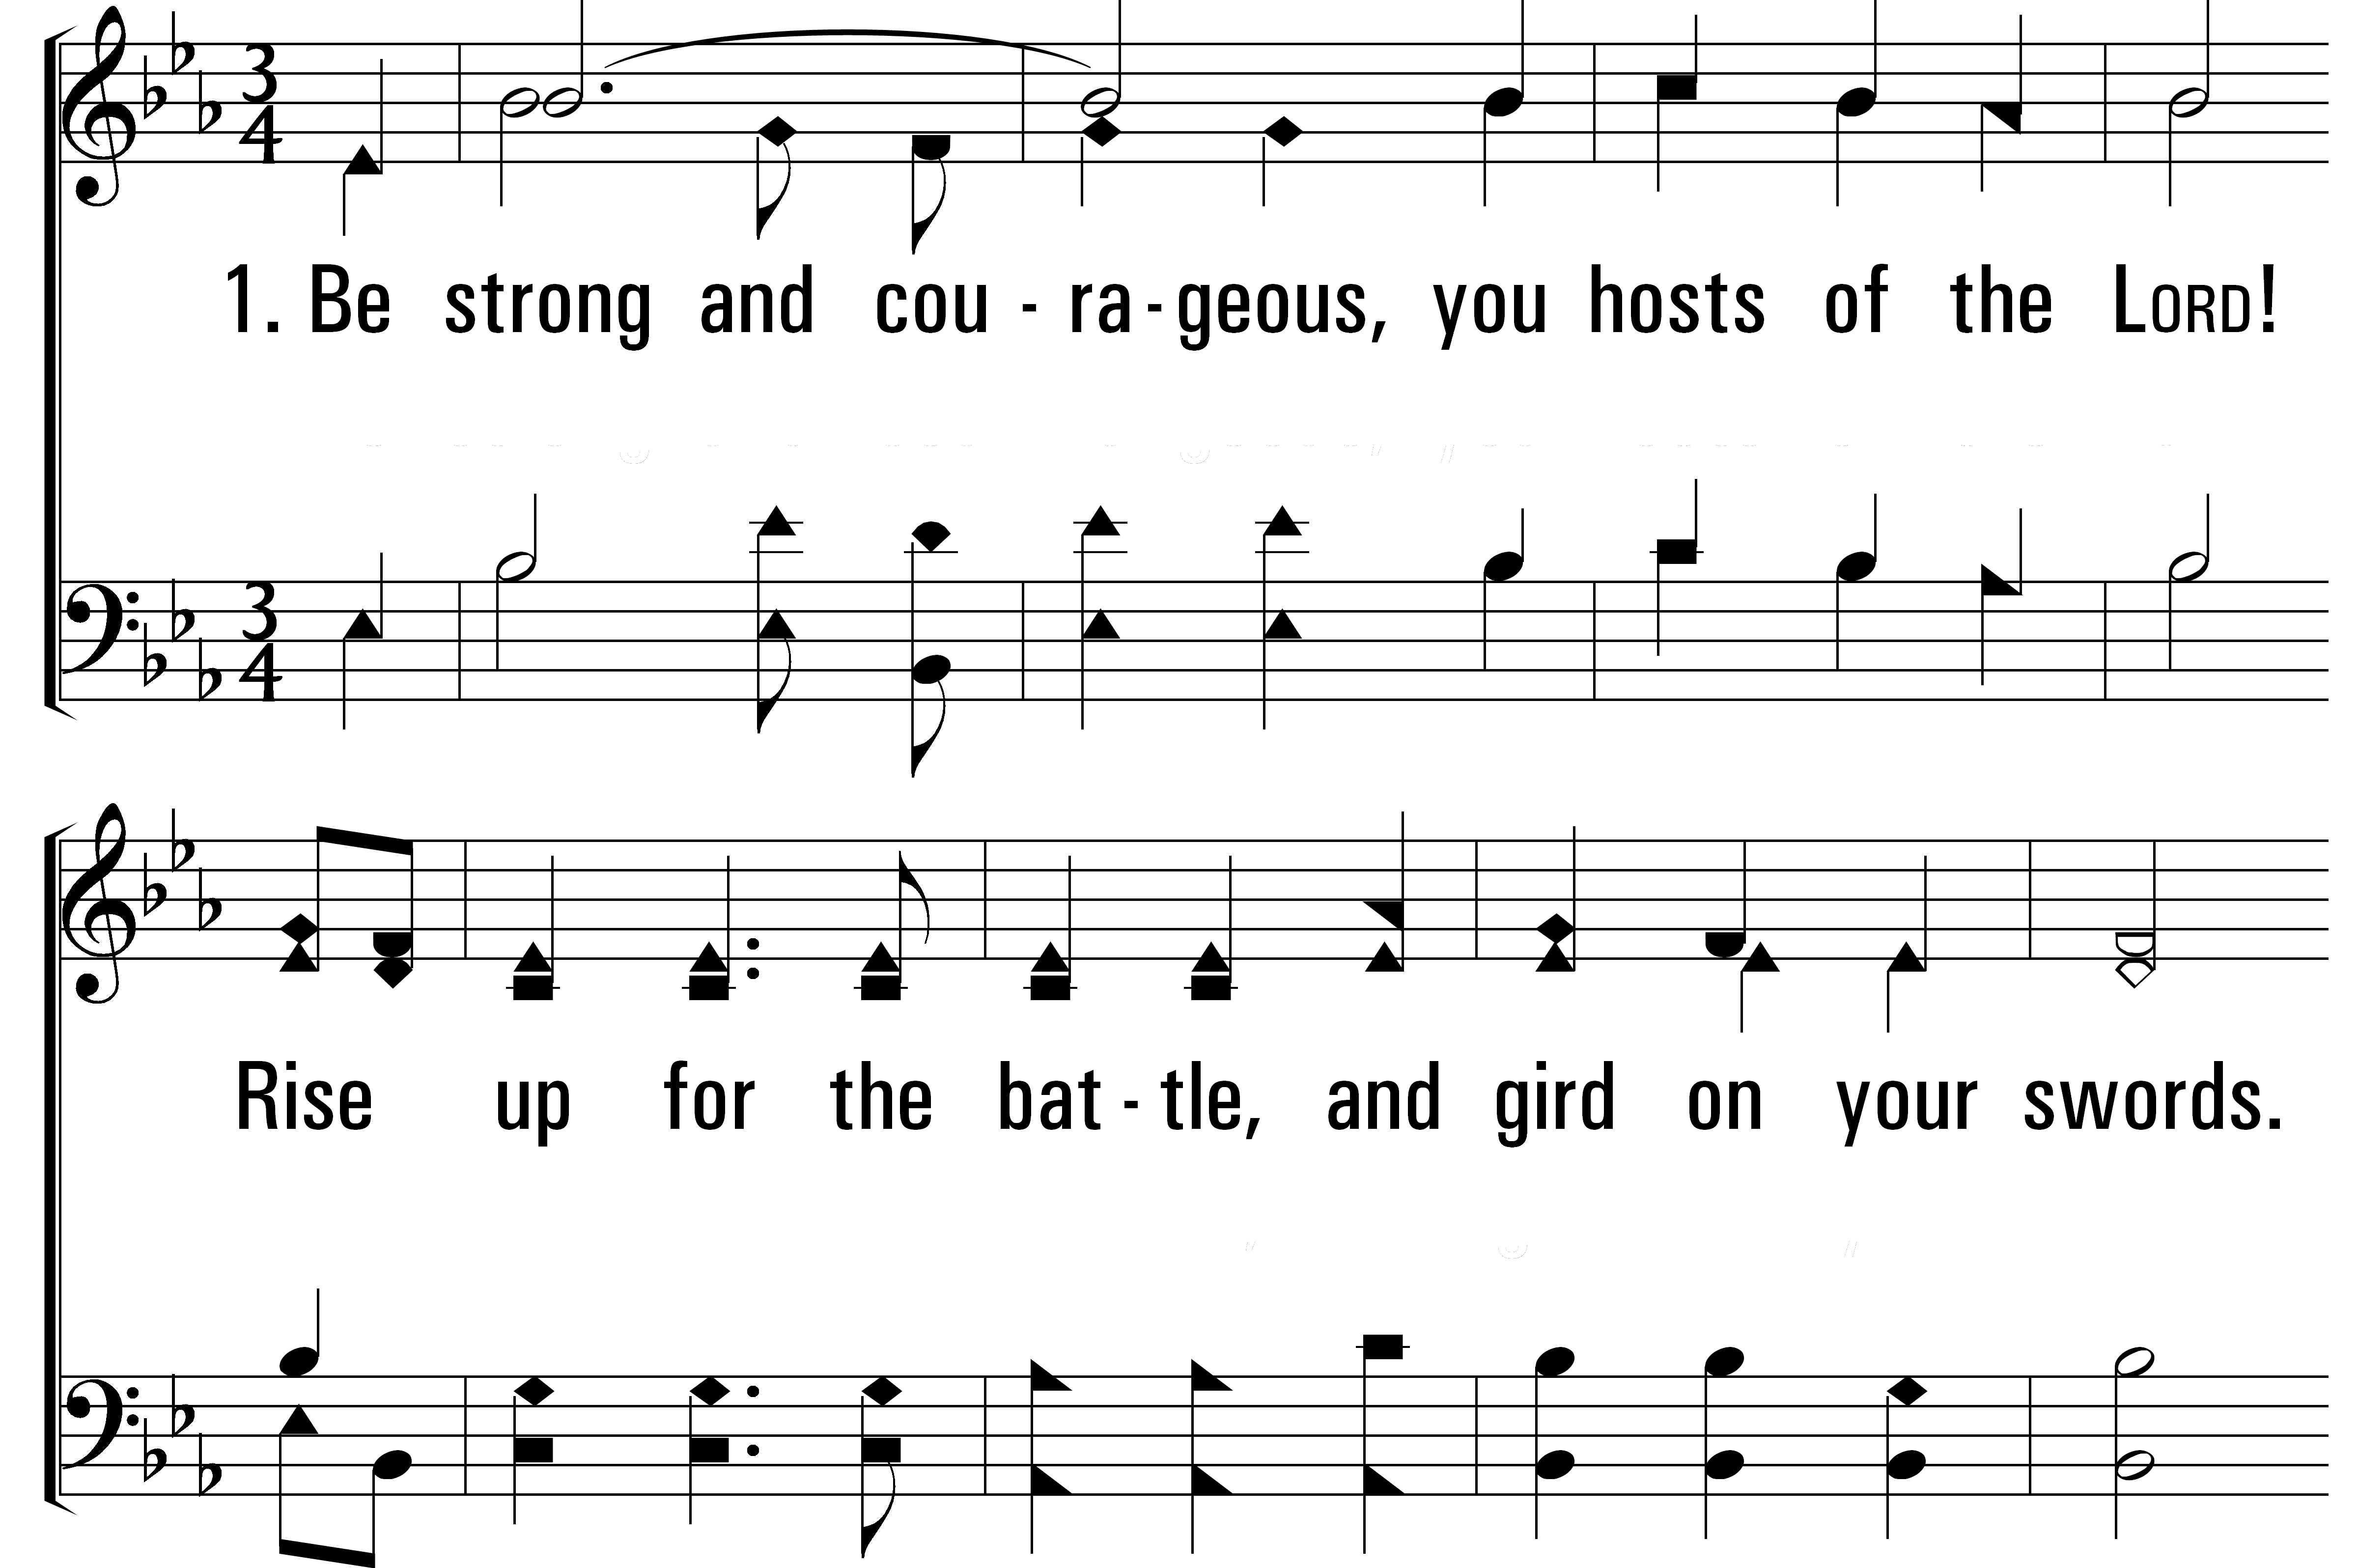 1. Be strong and cou - ra - geous, you hosts of the LORD!
Rise up for the bat - tle, and gird on your swords.